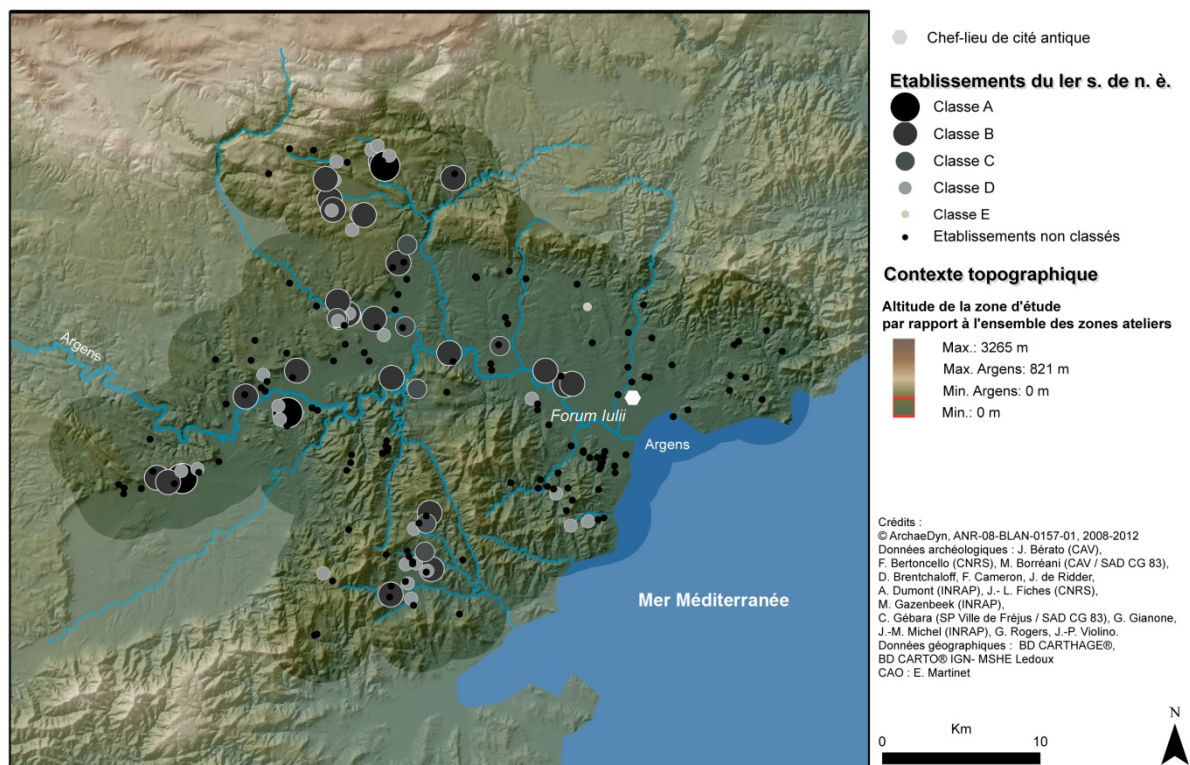 Argens
Forum Iulii
Argens
Mer Méditerranée
Chef-lieu de cité antique
Etablissements du Ier s. de n. è.
Classe A
Classe B
Classe C
Classe D
Classe E
Etablissements non classés
Contexte topographique
Altitude de la zone d'étude
par rapport à l'ensemble des zones ateliers
Max.: 3265 m
Max. Argens: 821 m
Min. Argens: 0 m
Min.: 0 m
Crédits :
© ArchaeDyn, ANR-08-BLAN-0157-01, 2008-2012
Données archéologiques : J. Bérato (CAV),
F. Bertoncello (CNRS), M. Borréani (CAV / SAD CG 83),
D. Brentchaloff, F. Cameron, J. de Ridder,
A. Dumont (INRAP), J.- L. Fiches (CNRS),
M. Gazenbeek (INRAP),
C. Gébara (SP Ville de Fréjus / SAD CG 83), G. Gianone,
J.-M. Michel (INRAP), G. Rogers, J.-P. Violino.
Données géographiques : BD CARTHAGE®,
BD CARTO® IGN- MSHE Ledoux
CAO : E. Martinet
Km
0 10
N